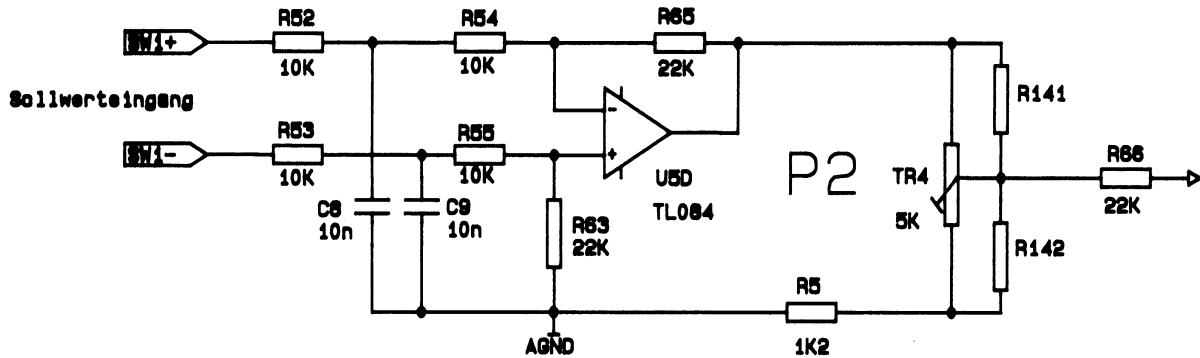 R52
R54
R65
SW1+
10K
10K
22K
Sollwerteingang
R53
R55
SW1-
10K
10K
-
+
U5D
TL084
P2
R141
TR4
5K
R66
22K
C8
10n
C9
10n
R63
22K
R142
R5
1K2
AGND